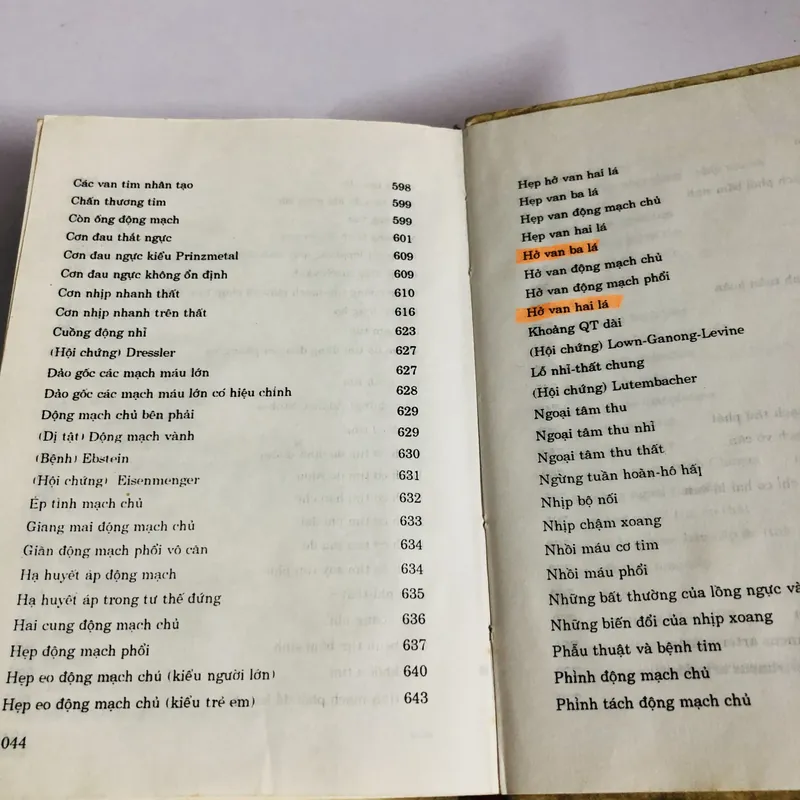 Các van tim nhân tạo 598
Chấn thương tim 599
Còn ống động mạch 599
Cơn đau thắt ngực 601
Cơn đau ngực kiểu Prinzmetal 609
Cơn đau ngực không ổn định 609
Cơn nhịp nhanh thất 610
Cơn nhịp nhanh trên thất 616
Cuồng động nhĩ 623
(Hội chứng) Dressler 627
Đảo gốc các mạch máu lớn 627
Đảo gốc các mạch máu lớn có hiệu chỉnh 628
Động mạch chủ bên phải 629
(Dị tật) Động mạch vành 629
(Bệnh) Ebstein 630
(Hội chứng) Eisenmenger 631
Ép tĩnh mạch chủ 632
Giang mai động mạch chủ 633
Giãn động mạch phổi vô căn 634
Hạ huyết áp động mạch 634
Hạ huyết áp trong tư thế đứng 635
Hai cung động mạch chủ 636
Hẹp động mạch phổi 637
Hẹp eo động mạch chủ (kiểu người lớn) 640
Hẹp eo động mạch chủ (kiểu trẻ em) 643
044
Hẹp hở van hai lá
Hẹp van ba lá
Hẹp van động mạch chủ
Hẹp van hai lá
Hở van ba lá
Hở van động mạch chủ
Hở van động mạch phổi
Hở van hai lá
Khoảng QT dài
(Hội chứng) Lown-Ganong-Levine
Lỗ nhĩ-thất chung
(Hội chứng) Lutembacher
Ngoại tâm thu
Ngoại tâm thu nhĩ
Ngoại tâm thu thất
Ngừng tuần hoàn-hô hấp
Nhịp bộ nối
Nhịp chậm xoang
Nhồi máu cơ tim
Nhồi máu phổi
Những bất thường của lồng ngực và
Những biến đổi của nhịp xoang
Phẫu thuật và bệnh tim
Phình động mạch chủ
Phình tách động mạch chủ